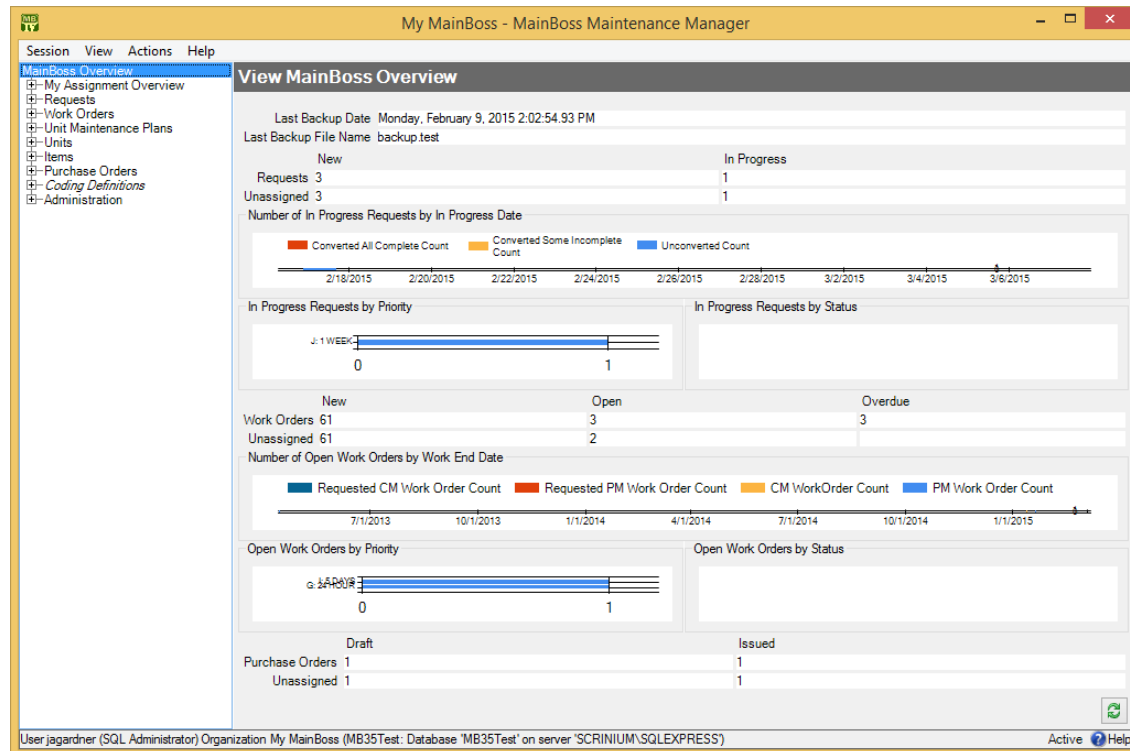 MB
My MainBoss - MainBoss Maintenance Manager
Session View Actions Help
MainBoss Overview
My Assignment Overview
Requests
Work Orders
Unit Maintenance Plans
Units
Items
Purchase Orders
Coding Definitions
Administration
View MainBoss Overview
Last Backup Date Monday, February 9, 2015 2:02:54.93 PM
Last Backup File Name backup.test
New In Progress
Requests 3 1
Unassigned 3 1
Number of In Progress Requests by In Progress Date
Converted All Complete Count Converted Some Incomplete Count Unconverted Count
2/18/2015 2/20/2015 2/22/2015 2/24/2015 2/26/2015 2/28/2015 3/2/2015 3/4/2015 3/6/2015
In Progress Requests by Priority In Progress Requests by Status
J: 1 WEEK
0 1
New Open Overdue
Work Orders 61 3 3
Unassigned 61 2
Number of Open Work Orders by Work End Date
Requested CM Work Order Count Requested PM Work Order Count CM WorkOrder Count PM Work Order Count
7/1/2013 10/1/2013 1/1/2014 4/1/2014 7/1/2014 10/1/2014 1/1/2015
Open Work Orders by Priority Open Work Orders by Status
G: 24 HOUR
0 1
Draft Issued
Purchase Orders 1 1
Unassigned 1 1
User jagardner (SQL Administrator) Organization My MainBoss (MB35Test: Database 'MB35Test' on server 'SCRINIUM\SQLEXPRESS') Active Help